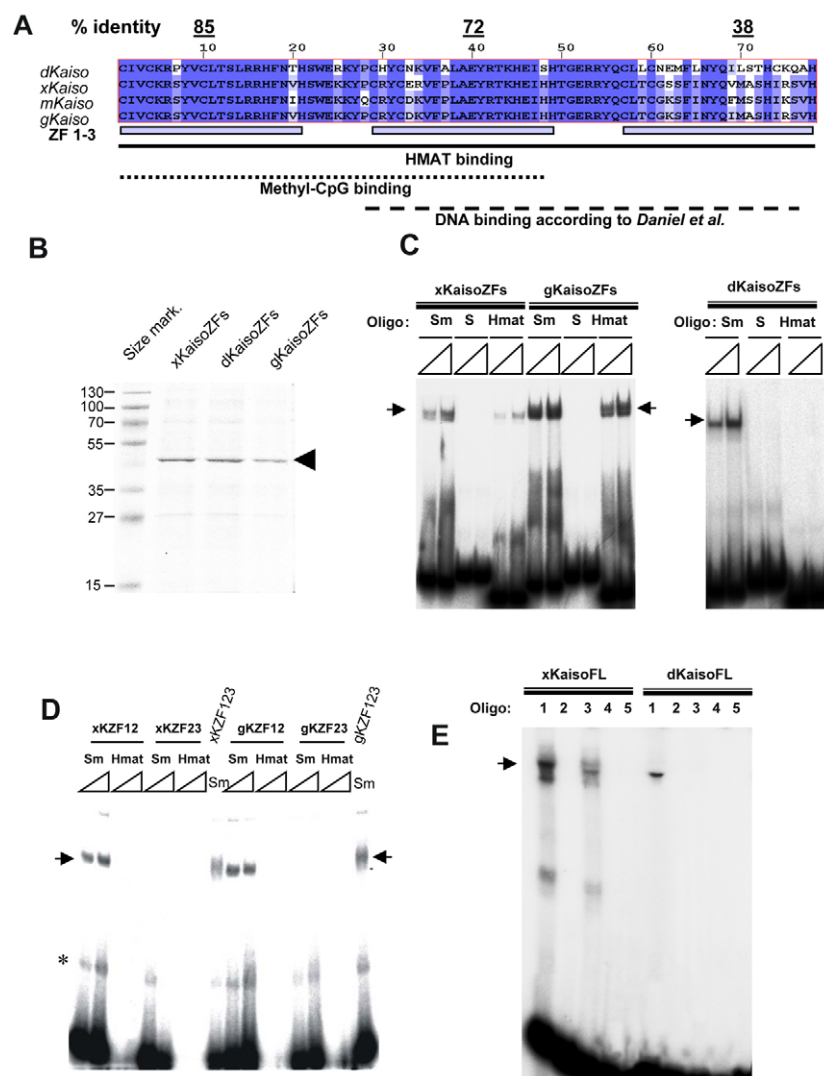 A
% identity 85 72 38
10 20 30 40 50 60 70
dKaiso CIVCKRPYVCLTSLRRHFNTHSWEKKYPCHYCNKVFALAEYRTKHEISHTGERRYQCLLCNEMFLNYQILSTHCKQAH
xKaiso CIVCKRSYVCLTSLRRHFNVHSWEKKYPCRYCERVFPLAEYRTKHEIHHTGERRYQCLTCGSSFINYQVMASHIRSVH
mKaiso CIVCKRSYVCLTSLRRHFNIHSWEKKYQCRYCDKVFPLAEYRTKHEIHHTGERRYQCLTCGKSFINYQFMSSHIKSVH
gKaiso CIVCKRSYVCLTSLRRHFNVHSWEKKYPCRYCDKVFPLAEYRTKHEIHHTGERRYQCLTCGKSFINYQIMASHIRSVH
ZF 1-3
HMAT binding
Methyl-CpG binding
DNA binding according to Daniel et al.
B
Size mark. xKaisoZFs dKaisoZFs gKaisoZFs
130
100
70
55
35
27
15
C
xKaisoZFs gKaisoZFs dKaisoZFs
Oligo: Sm S Hmat Sm S Hmat Oligo: Sm S Hmat
D
xKZF12 xKZF23 xKZF123 gKZF12 gKZF23 gKZF123
Sm Hmat Sm Hmat Sm Sm Hmat Sm Hmat Sm
*
E
xKaisoFL dKaisoFL
Oligo: 1 2 3 4 5 1 2 3 4 5